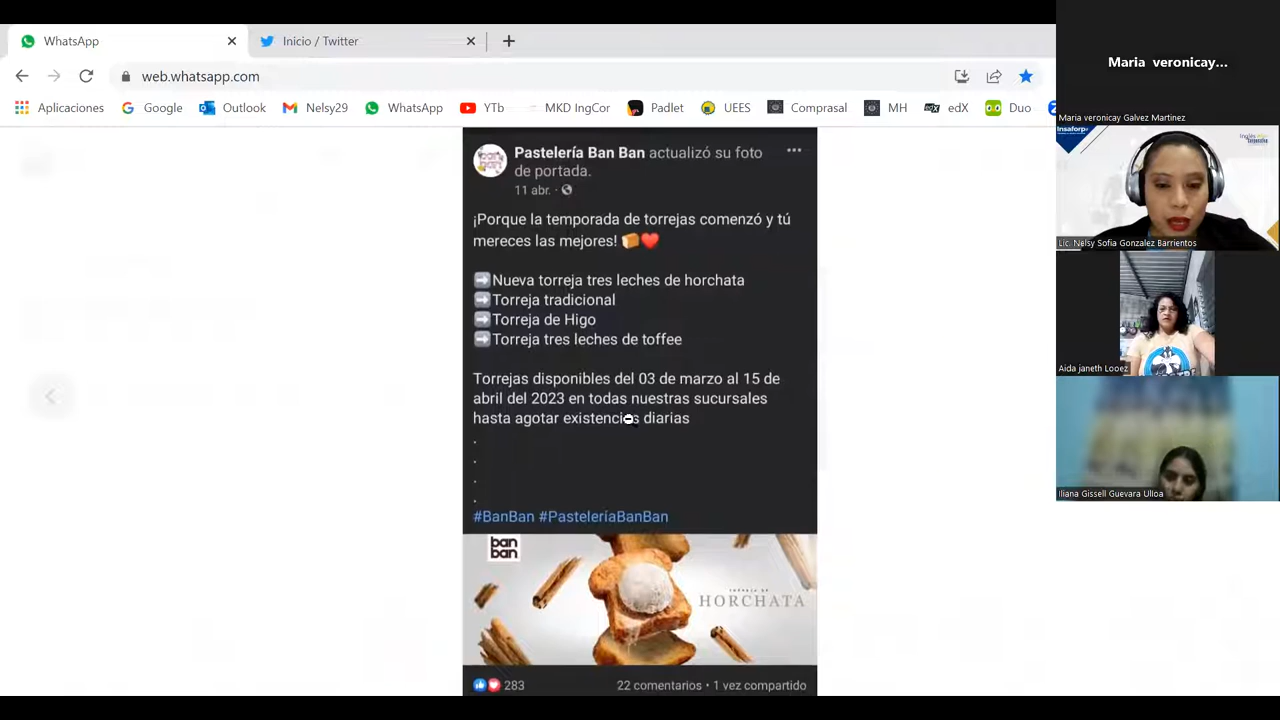 WhatsApp
Inicio / Twitter
web.whatsapp.com
Aplicaciones
Google
Outlook
Nelsy29
WhatsApp
YTb
MKD IngCor
Padlet
UEES
Comprasal
MH
edX
Duo
Pastelería Ban Ban actualizó su foto
de portada.
11 abr. ·
¡Porque la temporada de torrejas comenzó y tú
mereces las mejores! 🍞❤️
➡️Nueva torreja tres leches de horchata
➡️Torreja tradicional
➡️Torreja de Higo
➡️Torreja tres leches de toffee
Torrejas disponibles del 03 de marzo al 15 de
abril del 2023 en todas nuestras sucursales
hasta agotar existencias diarias
.
.
.
.
#BanBan #PasteleríaBanBan
ban
ban
HORCHATA
283
22 comentarios • 1 vez compartido
Maria veronicay...
Maria veronicay Galvez Martinez
Insaforp
Lic. Nelsy Sofia Gonzalez Barrientos
Aida janeth Looez
Iliana Gissell Guevara Ulloa